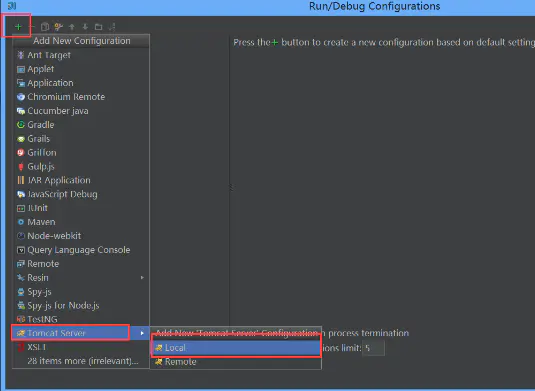 Run/Debug Configurations
Add New Configuration
Press the + button to create a new configuration based on default setting
Ant Target
Applet
Application
Chromium Remote
Cucumber java
Gradle
Grails
Griffon
Gulp.js
JAR Application
JavaScript Debug
JUnit
Maven
Node-webkit
Query Language Console
Remote
Resin
Spy-js
Spy-js for Node.js
TestNG
Tomcat Server
Add New 'Tomcat Server' Configuration n process termination
XSLT
Local
ions limit: 5
28 items more (irrelevant)...
Remote